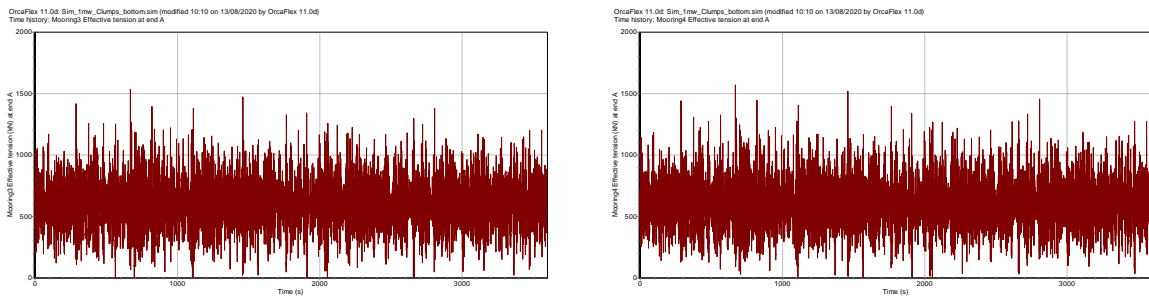 OrcaFlex 11.0d: Sim_1mw_Clumps_bottom.sim (modified 10:10 on 13/08/2020 by OrcaFlex 11.0d)
Time history: Mooring3 Effective tension at end A
2000
1500
1000
500
0
Mooring3 Effective tension (kN) at end A
0
1000
2000
3000
Time (s)
OrcaFlex 11.0d: Sim_1mw_Clumps_bottom.sim (modified 10:10 on 13/08/2020 by OrcaFlex 11.0d)
Time history: Mooring4 Effective tension at end A
2000
1500
1000
500
0
Mooring4 Effective tension (kN) at end A
0
1000
2000
3000
Time (s)